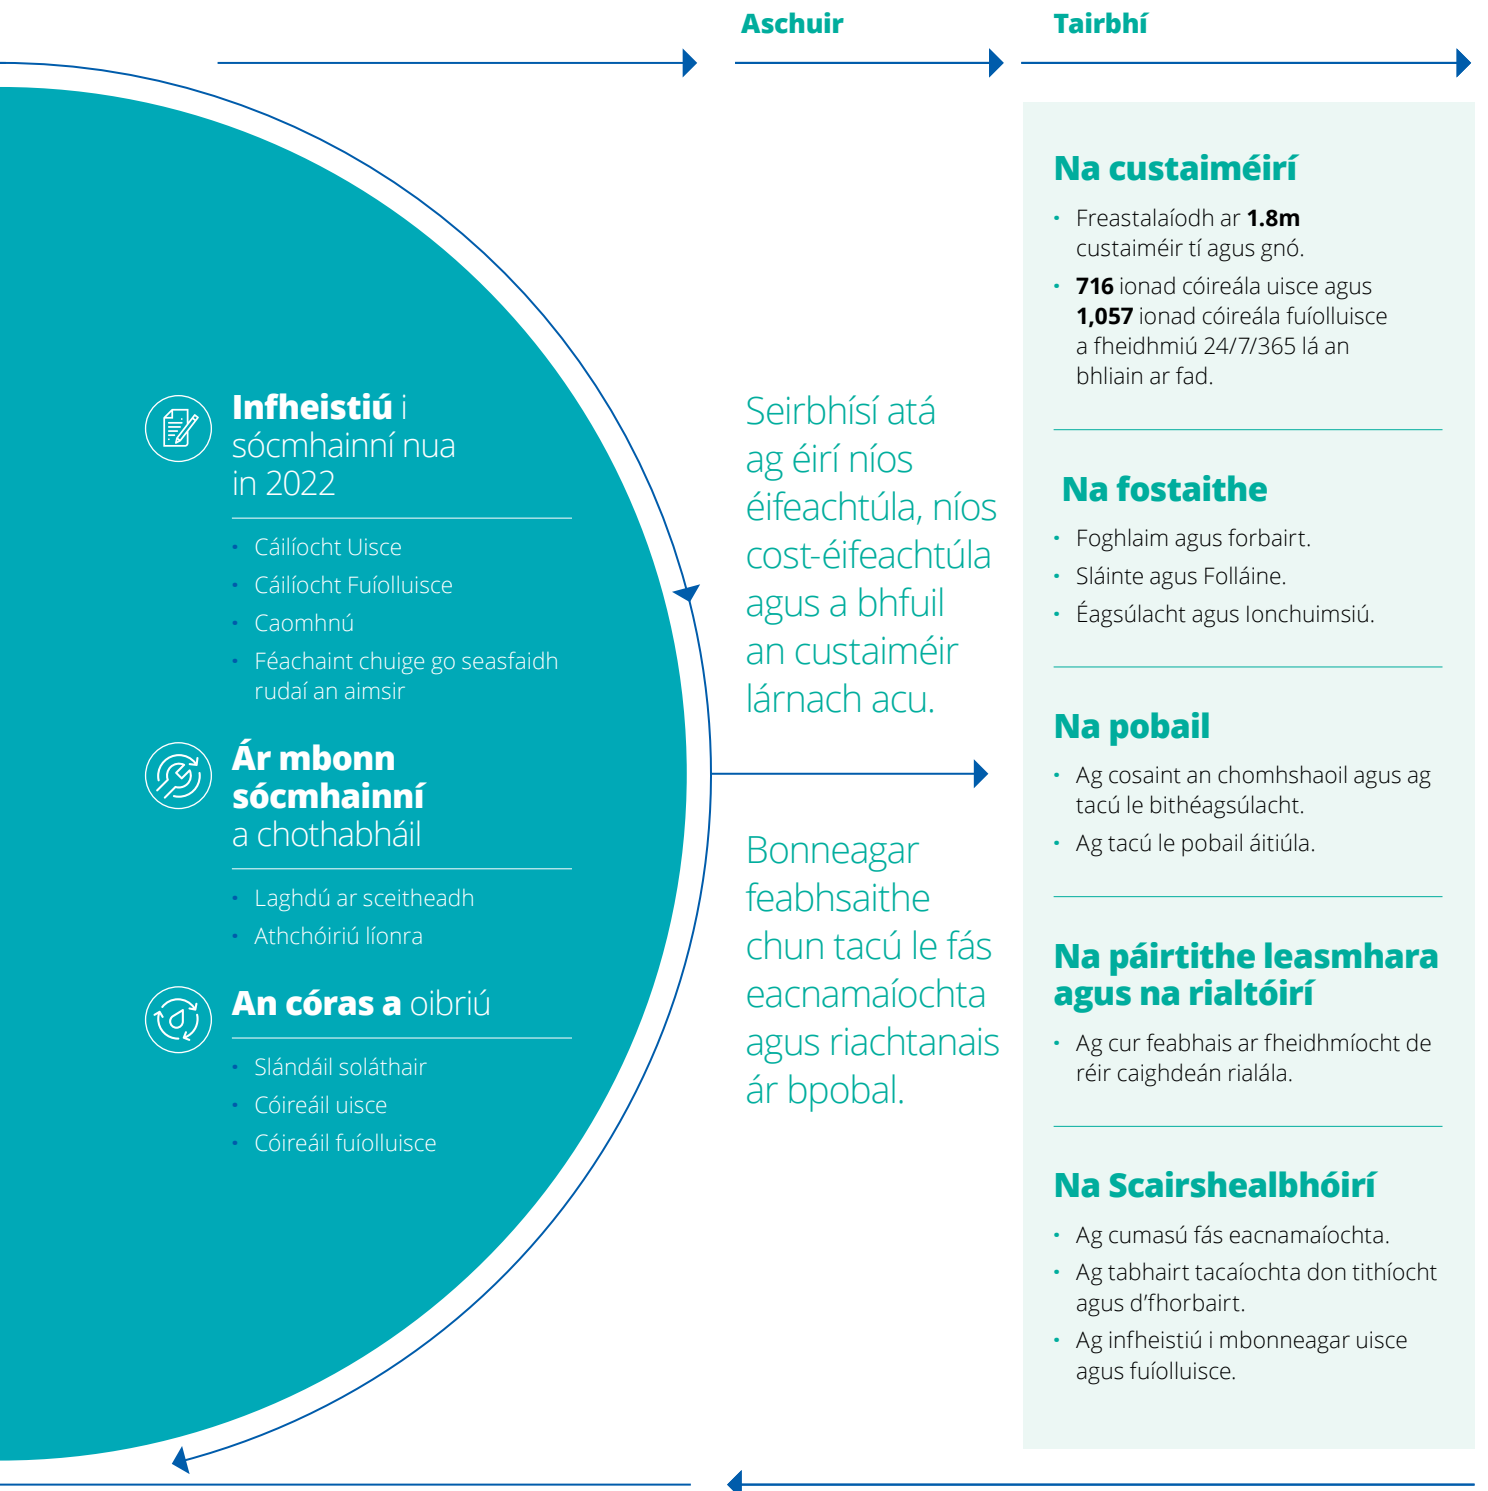 Aschuir
Tairbhí
Infheistiú i
sócmhainní nua
in 2022
• Cáilíocht Uisce
• Cáilíocht Fuíolluisce
• Caomhnú
• Féachaint chuige go seasfaidh
rudaí an aimsir
Ár mbonn
sócmhainní
a chothabháil
• Laghdú ar sceitheadh
• Athchóiriú líonra
An córas a oibriú
• Slándáil soláthair
• Cóireáil uisce
• Cóireáil fuíolluisce
Seirbhísí atá
ag éirí níos
éifeachtúla, níos
cost-éifeachtúla
agus a bhfuil
an custaiméir
lárnach acu.
Bonneagar
feabhsaithe
chun tacú le fás
eacnamaíochta
agus riachtanais
ár bpobal.
Na custaiméirí
• Freastalaíodh ar 1.8m
custaiméir tí agus gnó.
• 716 ionad cóireála uisce agus
1,057 ionad cóireála fuíolluisce
a fheidhmiú 24/7/365 lá an
bhliain ar fad.
Na fostaithe
• Foghlaim agus forbairt.
• Sláinte agus Folláine.
• Éagsúlacht agus Ionchuimsiú.
Na pobail
• Ag cosaint an chomhshaoil agus ag
tacú le bithéagsúlacht.
• Ag tacú le pobail áitiúla.
Na páirtithe leasmhara
agus na rialtóirí
• Ag cur feabhais ar fheidhmíocht de
réir caighdeán rialála.
Na Scairshealbhóirí
• Ag cumasú fás eacnamaíochta.
• Ag tabhairt tacaíochta don tithíocht
agus d'fhorbairt.
• Ag infheistiú i mbonneagar uisce
agus fuíolluisce.